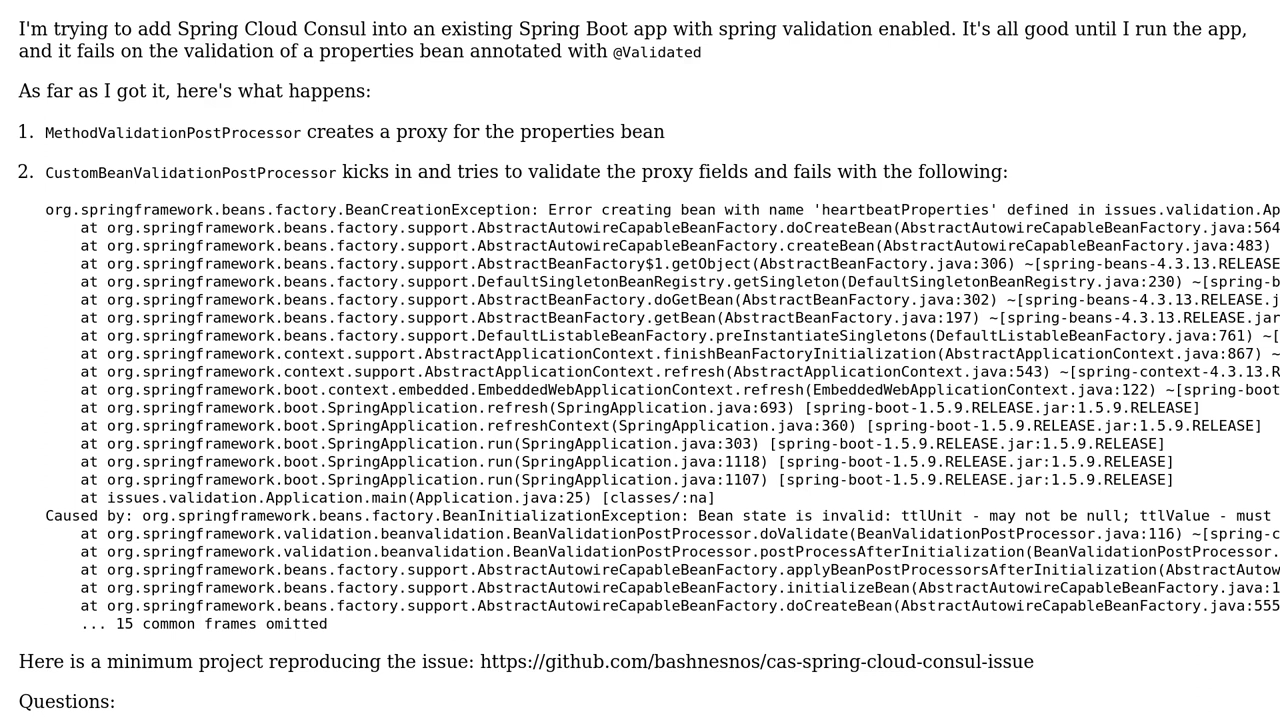 I'm trying to add Spring Cloud Consul into an existing Spring Boot app with spring validation enabled. It's all good until I run the app,
and it fails on the validation of a properties bean annotated with @Validated
As far as I got it, here's what happens:
1. MethodValidationPostProcessor creates a proxy for the properties bean
2. CustomBeanValidationPostProcessor kicks in and tries to validate the proxy fields and fails with the following:
org.springframework.beans.factory.BeanCreationException: Error creating bean with name 'heartbeatProperties' defined in issues.validation.Ap
at org.springframework.beans.factory.support.AbstractAutowireCapableBeanFactory.doCreateBean(AbstractAutowireCapableBeanFactory.java:564
at org.springframework.beans.factory.support.AbstractAutowireCapableBeanFactory.createBean(AbstractAutowireCapableBeanFactory.java:483)
at org.springframework.beans.factory.support.AbstractBeanFactory$1.getObject(AbstractBeanFactory.java:306) ~[spring-beans-4.3.13.RELEASE
at org.springframework.beans.factory.support.DefaultSingletonBeanRegistry.getSingleton(DefaultSingletonBeanRegistry.java:230) ~[spring-b
at org.springframework.beans.factory.support.AbstractBeanFactory.doGetBean(AbstractBeanFactory.java:302) ~[spring-beans-4.3.13.RELEASE.j
at org.springframework.beans.factory.support.AbstractBeanFactory.getBean(AbstractBeanFactory.java:197) ~[spring-beans-4.3.13.RELEASE.jar
at org.springframework.beans.factory.support.DefaultListableBeanFactory.preInstantiateSingletons(DefaultListableBeanFactory.java:761) ~[
at org.springframework.context.support.AbstractApplicationContext.finishBeanFactoryInitialization(AbstractApplicationContext.java:867) ~
at org.springframework.context.support.AbstractApplicationContext.refresh(AbstractApplicationContext.java:543) ~[spring-context-4.3.13.R
at org.springframework.boot.context.embedded.EmbeddedWebApplicationContext.refresh(EmbeddedWebApplicationContext.java:122) ~[spring-boot
at org.springframework.boot.SpringApplication.refresh(SpringApplication.java:693) [spring-boot-1.5.9.RELEASE.jar:1.5.9.RELEASE]
at org.springframework.boot.SpringApplication.refreshContext(SpringApplication.java:360) [spring-boot-1.5.9.RELEASE.jar:1.5.9.RELEASE]
at org.springframework.boot.SpringApplication.run(SpringApplication.java:303) [spring-boot-1.5.9.RELEASE.jar:1.5.9.RELEASE]
at org.springframework.boot.SpringApplication.run(SpringApplication.java:1118) [spring-boot-1.5.9.RELEASE.jar:1.5.9.RELEASE]
at org.springframework.boot.SpringApplication.run(SpringApplication.java:1107) [spring-boot-1.5.9.RELEASE.jar:1.5.9.RELEASE]
at issues.validation.Application.main(Application.java:25) [classes/:na]
Caused by: org.springframework.beans.factory.BeanInitializationException: Bean state is invalid: ttlUnit - may not be null; ttlValue - must
at org.springframework.validation.beanvalidation.BeanValidationPostProcessor.doValidate(BeanValidationPostProcessor.java:116) ~[spring-c
at org.springframework.validation.beanvalidation.BeanValidationPostProcessor.postProcessAfterInitialization(BeanValidationPostProcessor.
at org.springframework.beans.factory.support.AbstractAutowireCapableBeanFactory.applyBeanPostProcessorsAfterInitialization(AbstractAutow
at org.springframework.beans.factory.support.AbstractAutowireCapableBeanFactory.initializeBean(AbstractAutowireCapableBeanFactory.java:1
at org.springframework.beans.factory.support.AbstractAutowireCapableBeanFactory.doCreateBean(AbstractAutowireCapableBeanFactory.java:555
... 15 common frames omitted
Here is a minimum project reproducing the issue: https://github.com/bashnesnos/cas-spring-cloud-consul-issue
Questions: